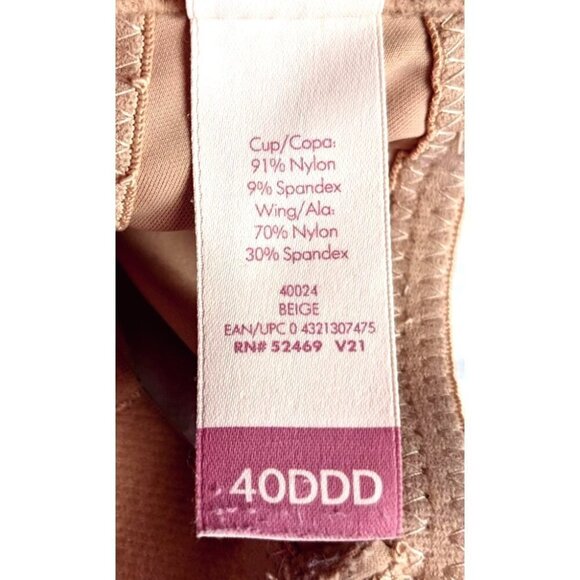 Cup/Copa:
91% Nylon
9% Spandex
Wing/Ala:
70% Nylon
30% Spandex
40024
BEIGE
EAN/UPC 0 4321307475
RN# 52469 V21
40DDD